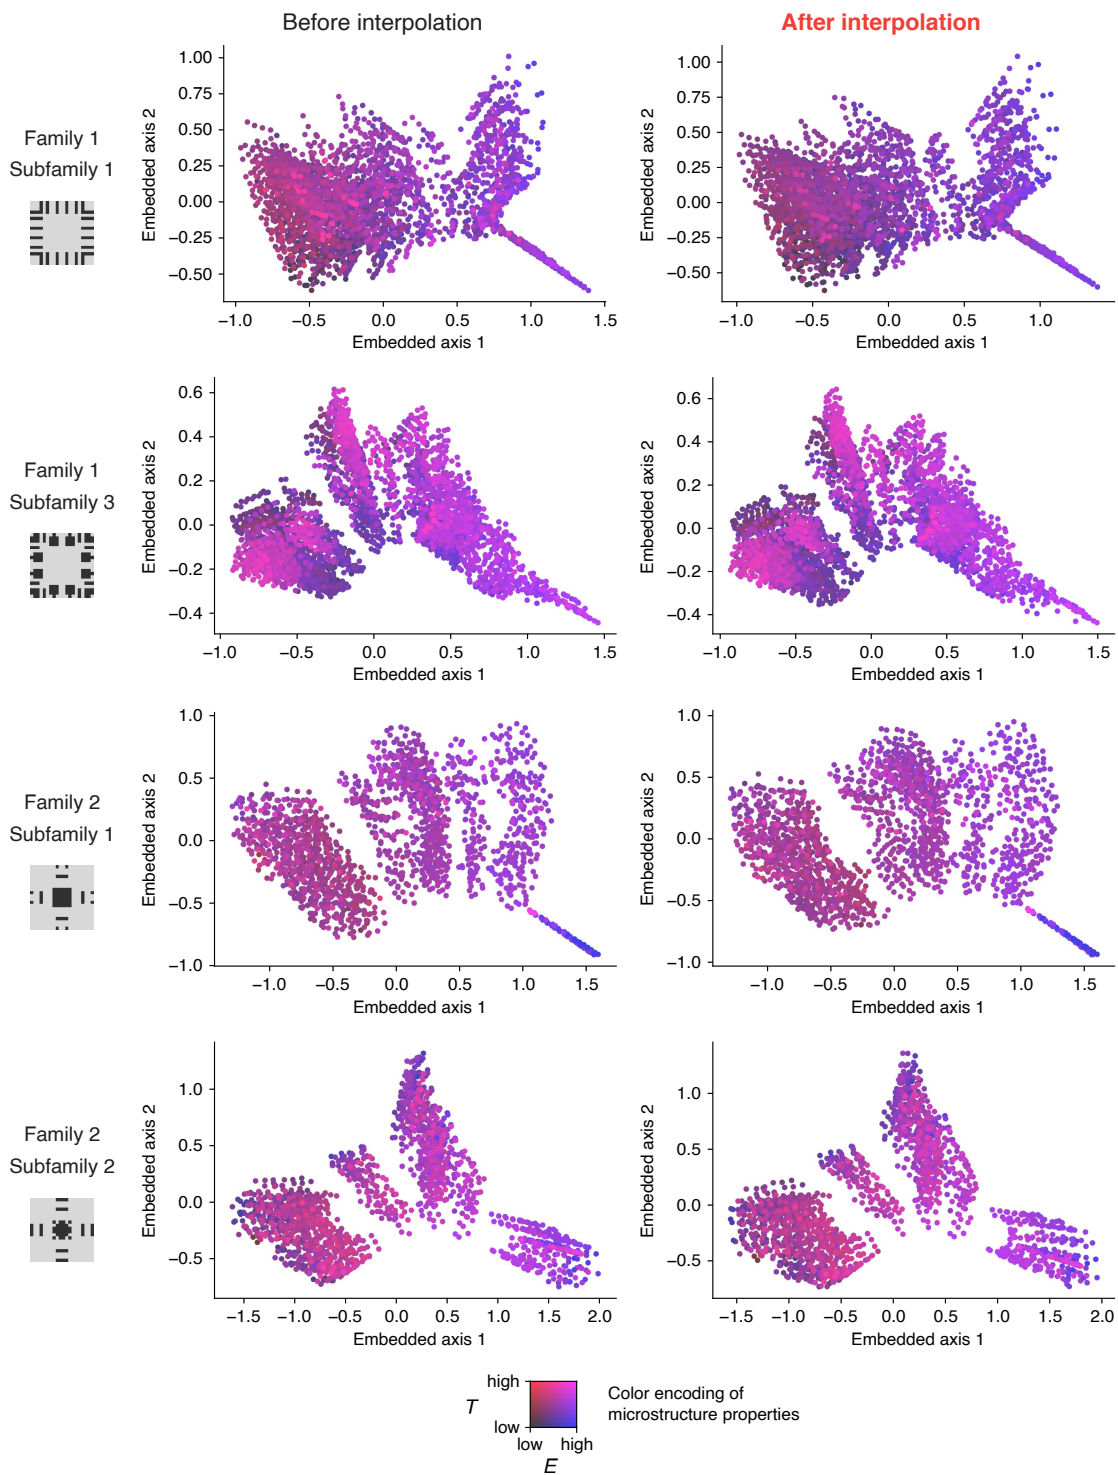 Before interpolation
After interpolation
Family 1
Subfamily 1
Embedded axis 2
1.00
0.75
0.50
0.25
0.00
−0.25
−0.50
−1.0 −0.5 0.0 0.5 1.0 1.5
Embedded axis 1
Embedded axis 2
1.00
0.75
0.50
0.25
0.00
−0.25
−0.50
−1.0 −0.5 0.0 0.5 1.0
Embedded axis 1
Family 1
Subfamily 3
Embedded axis 2
0.6
0.4
0.2
0.0
−0.2
−0.4
−1.0 −0.5 0.0 0.5 1.0 1.5
Embedded axis 1
Embedded axis 2
0.6
0.4
0.2
0.0
−0.2
−0.4
−1.0 −0.5 0.0 0.5 1.0 1.5
Embedded axis 1
Family 2
Subfamily 1
Embedded axis 2
1.0
0.5
0.0
−0.5
−1.0
−1.0 −0.5 0.0 0.5 1.0 1.5
Embedded axis 1
Embedded axis 2
1.0
0.5
0.0
−0.5
−1.0
−1.0 −0.5 0.0 0.5 1.0 1.5
Embedded axis 1
Family 2
Subfamily 2
Embedded axis 2
1.0
0.5
0.0
−0.5
−1.5 −1.0 −0.5 0.0 0.5 1.0 1.5 2.0
Embedded axis 1
Embedded axis 2
1.0
0.5
0.0
−0.5
−1.5 −1.0 −0.5 0.0 0.5 1.0 1.5 2.0
Embedded axis 1
high
T
low
low high
E
Color encoding of
microstructure properties